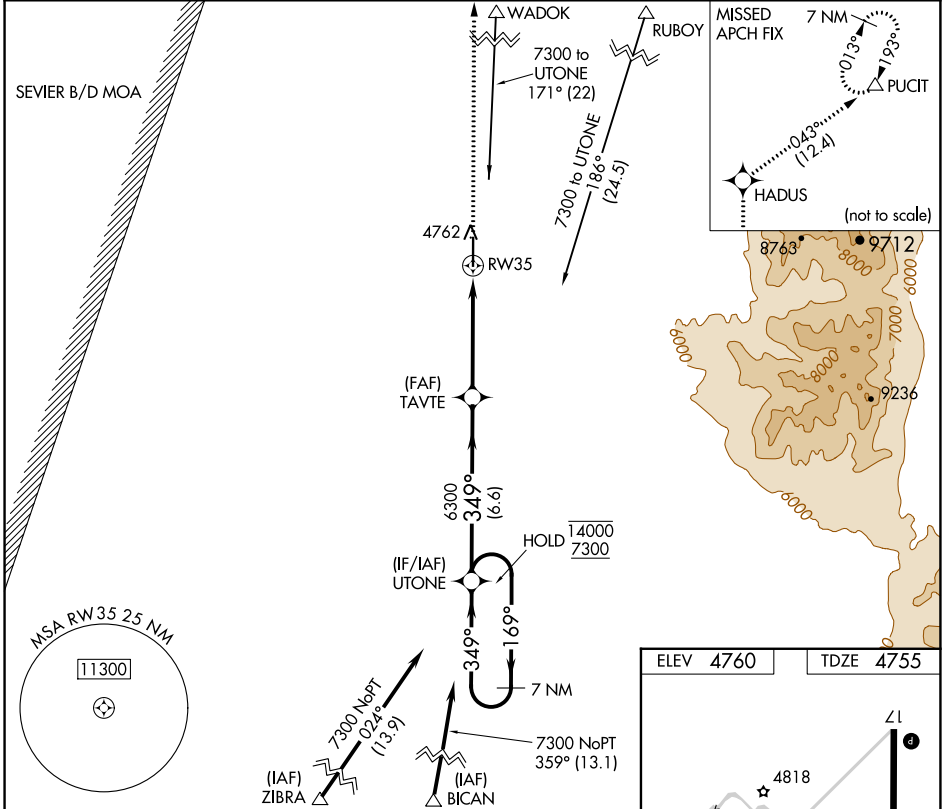 WADOK
RUBOY
MISSED
APCH FIX
7 NM
013°
193°
PUCIT
043°
(12.4)
HADUS
(not to scale)
SEVIER B/D MOA
7300 to
UTONE
171° (22)
7300 to UTONE
186°
(24.5)
4762
RW35
8763
9712
8000
6000
7000
6000
8000
9236
6000
(FAF)
TAVTE
6300
349°
(6.6)
HOLD 14000
7300
(IF/IAF)
UTONE
349°
169°
7 NM
MSA RW35 25 NM
11300
7300 NoPT
024°
(13.9)
(IAF)
ZIBRA
7300 NoPT
359° (13.1)
(IAF)
BICAN
ELEV 4760
TDZE 4755
17
P
4818